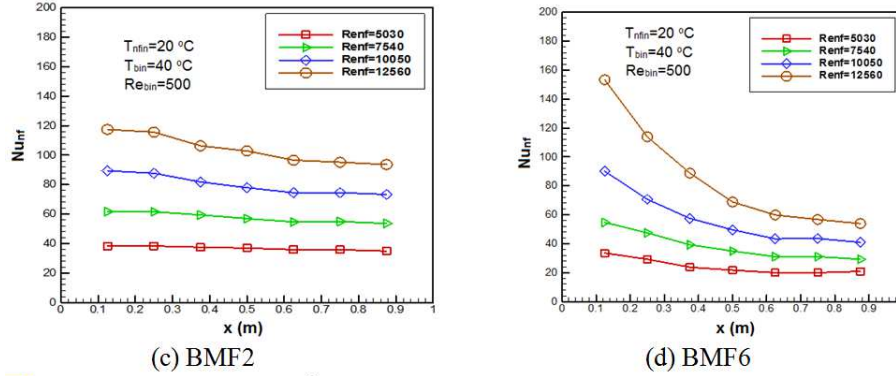 200
180
160
140
120
100
80
60
40
20
0
Nunf
Tnfin=20 °C
Tbin=40 °C
Rebin=500
Renf=5030
Renf=7540
Renf=10050
Renf=12560
0 0.1 0.2 0.3 0.4 0.5 0.6 0.7 0.8 0.9 1
x (m)
(c) BMF2
200
180
160
140
120
100
80
60
40
20
0
Nunf
Tnfin=20 °C
Tbin=40 °C
Rebin=500
Renf=5030
Renf=7540
Renf=10050
Renf=12560
0 0.1 0.2 0.3 0.4 0.5 0.6 0.7 0.8 0.9
x (m)
(d) BMF6